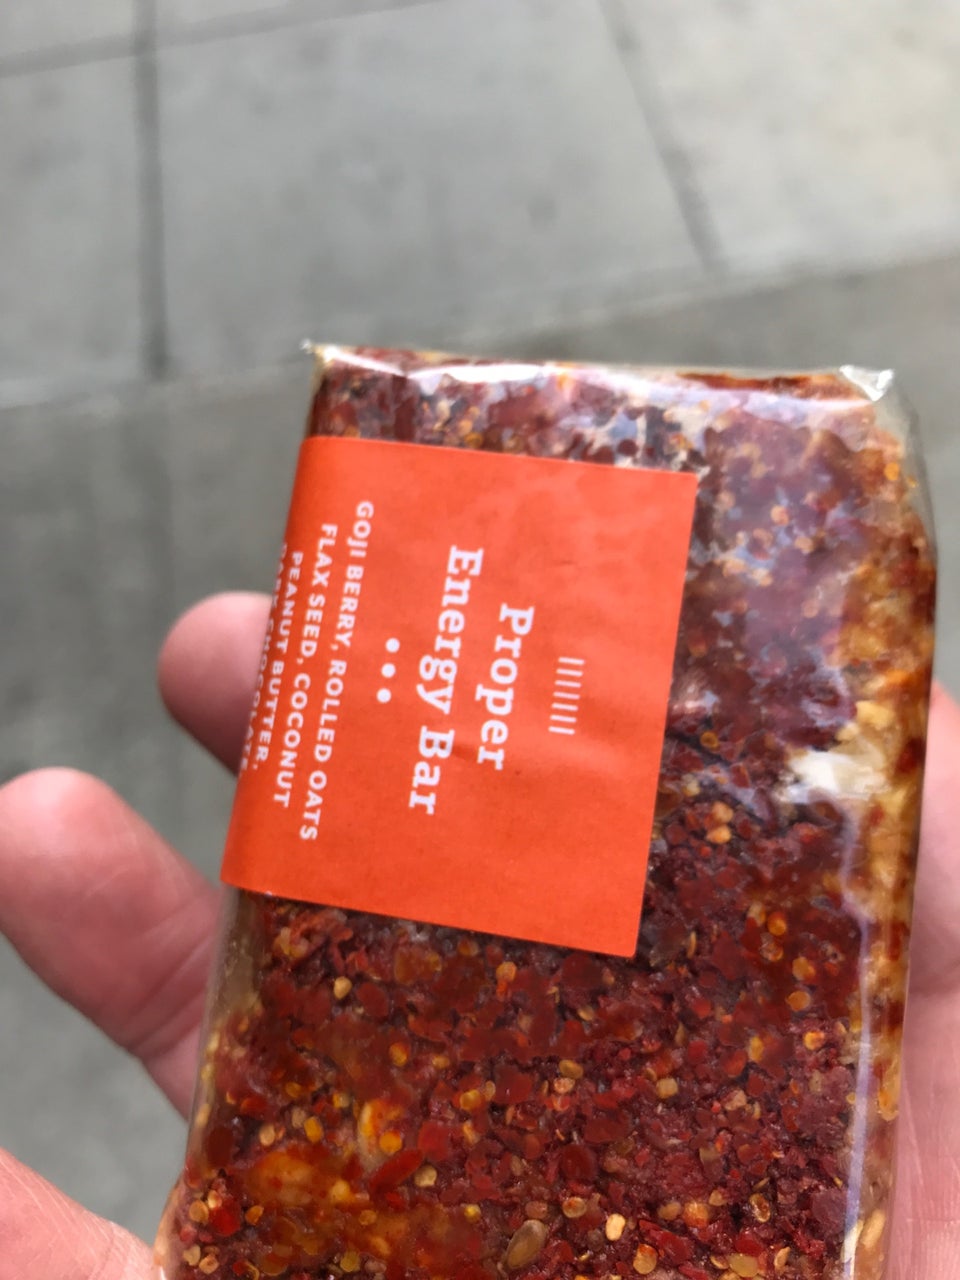 Proper
Energy Bar
GOJI BERRY, ROLLED OATS
FLAX SEED, COCONUT
PEANUT BUTTER,